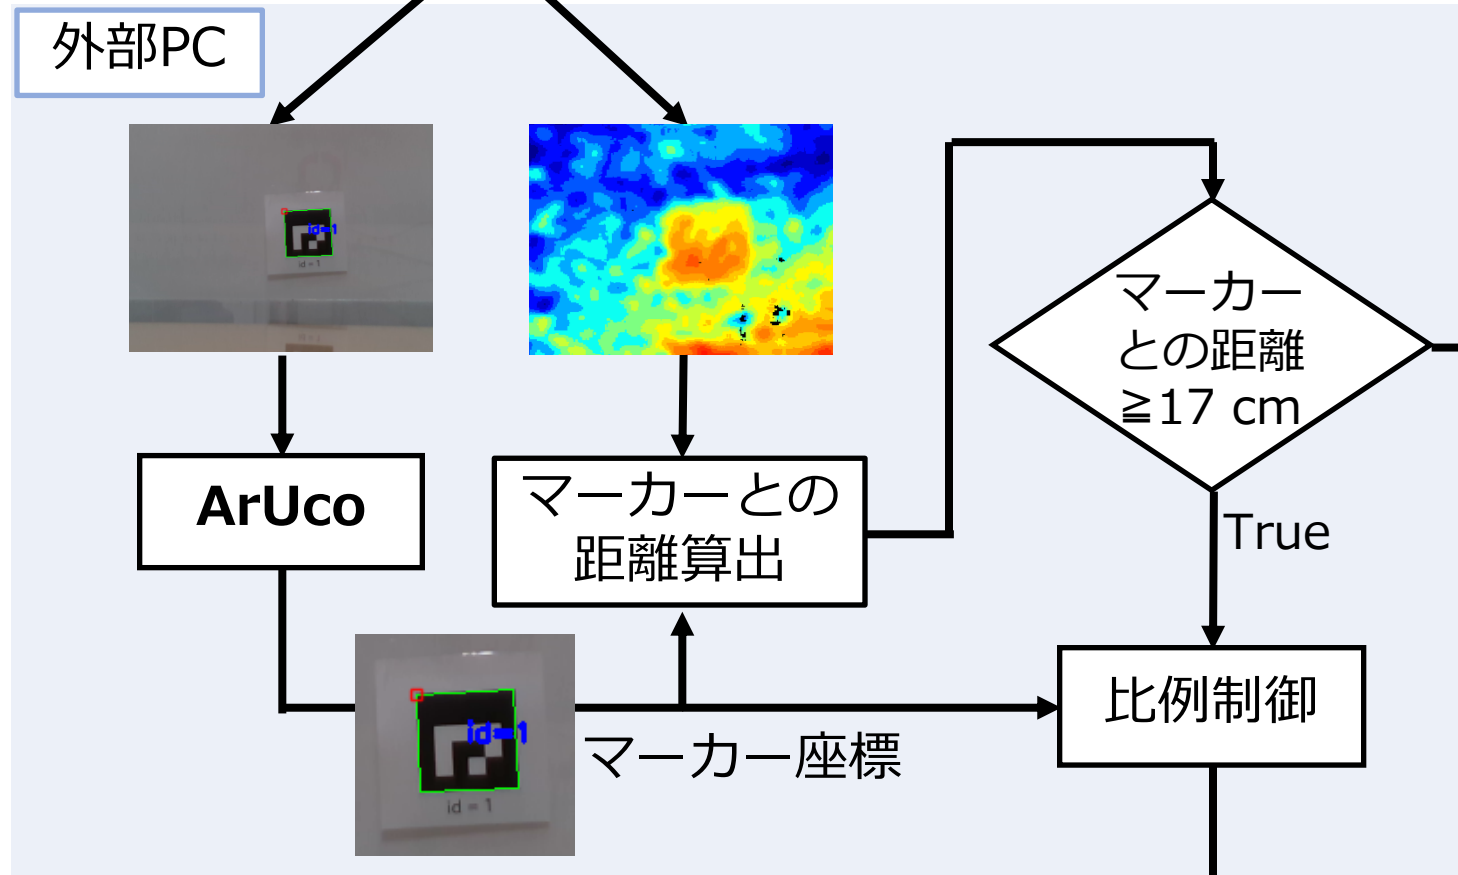 外部PC
id=1
id = 1
マーカー
との距離
≧17 cm
ArUco
マーカーとの
距離算出
True
id=1
id = 1
マーカー座標
比例制御